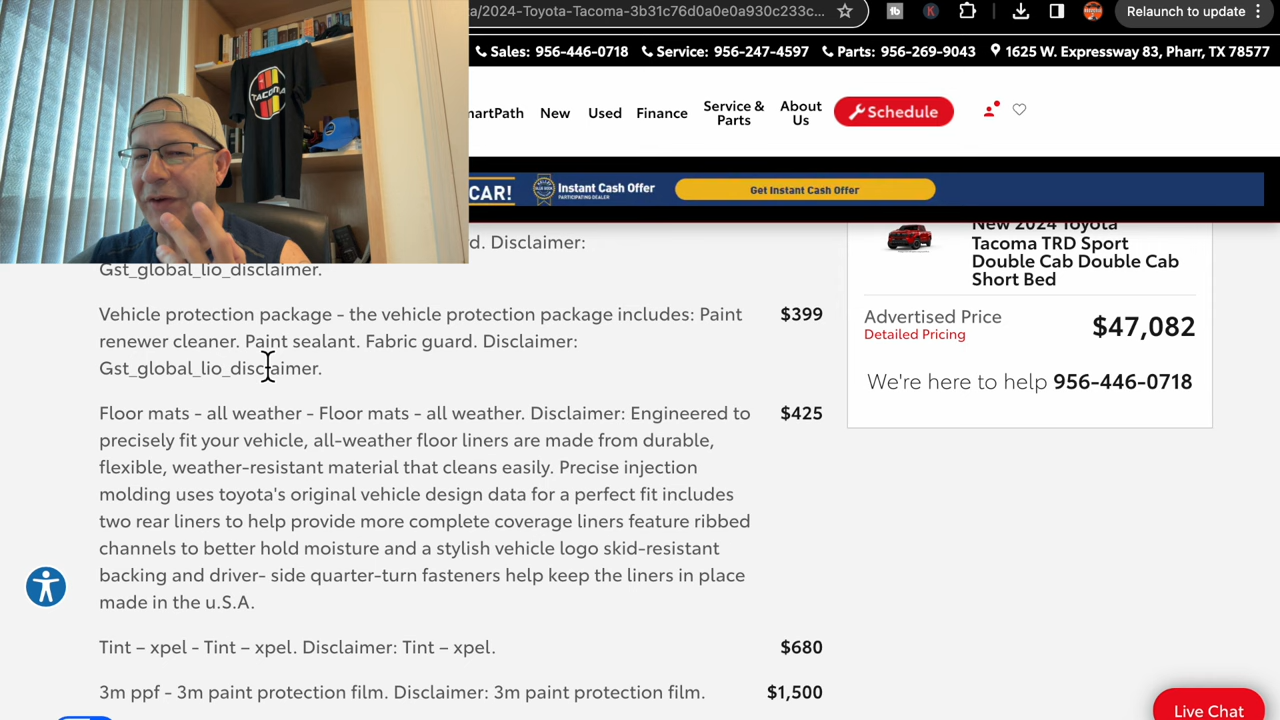 a/2024-Toyota-Tacoma-3b31c76d0a0e0a930c233c...
Relaunch to update
Sales: 956-446-0718 Service: 956-247-4597 Parts: 956-269-9043 1625 W. Expressway 83, Pharr, TX 78577
TACOMA
martPath New Used Finance Service & Parts About Us Schedule
CAR! Instant Cash Offer Get Instant Cash Offer
PARTICIPATING DEALER
d. Disclaimer:
Gst_global_lio_disclaimer.
Vehicle protection package - the vehicle protection package includes: Paint $399
renewer cleaner. Paint sealant. Fabric guard. Disclaimer:
Gst_global_lio_disclaimer.
Floor mats - all weather - Floor mats - all weather. Disclaimer: Engineered to $425
precisely fit your vehicle, all-weather floor liners are made from durable,
flexible, weather-resistant material that cleans easily. Precise injection
molding uses toyota's original vehicle design data for a perfect fit includes
two rear liners to help provide more complete coverage liners feature ribbed
channels to better hold moisture and a stylish vehicle logo skid-resistant
backing and driver- side quarter-turn fasteners help keep the liners in place
made in the u.S.A.
Tint – xpel - Tint – xpel. Disclaimer: Tint – xpel. $680
3m ppf - 3m paint protection film. Disclaimer: 3m paint protection film. $1,500
New 2024 Toyota
Tacoma TRD Sport
Double Cab Double Cab
Short Bed
Advertised Price $47,082
Detailed Pricing
We're here to help 956-446-0718
Live Chat